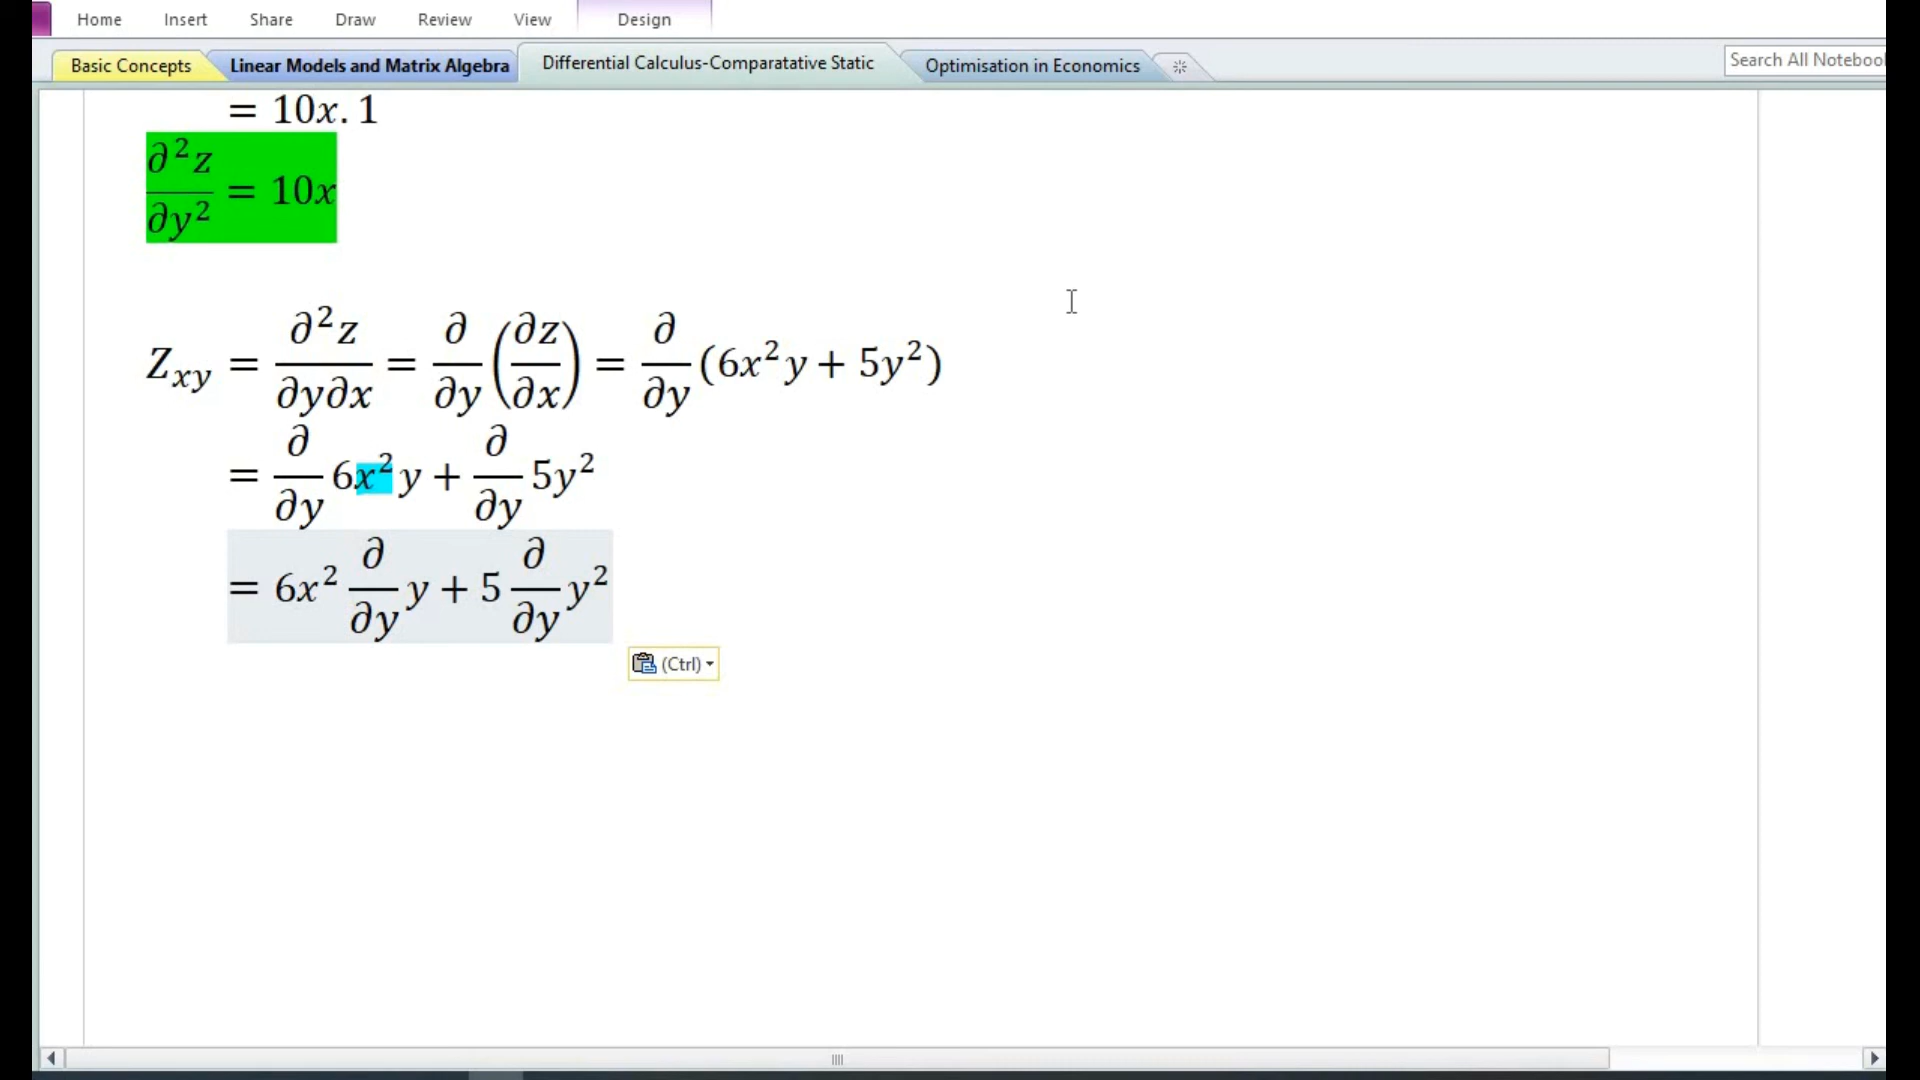 Home Insert Share Draw Review View Design
Basic Concepts Linear Models and Matrix Algebra Differential Calculus-Comparatative Static Optimisation in Economics Search All Notebool
= 10x. 1
∂²z/∂y² = 10x
Z_xy = ∂²z/∂y∂x = ∂/∂y (∂z/∂x) = ∂/∂y (6x²y + 5y²)
= ∂/∂y 6x²y + ∂/∂y 5y²
= 6x² ∂/∂y y + 5 ∂/∂y y²
(Ctrl)